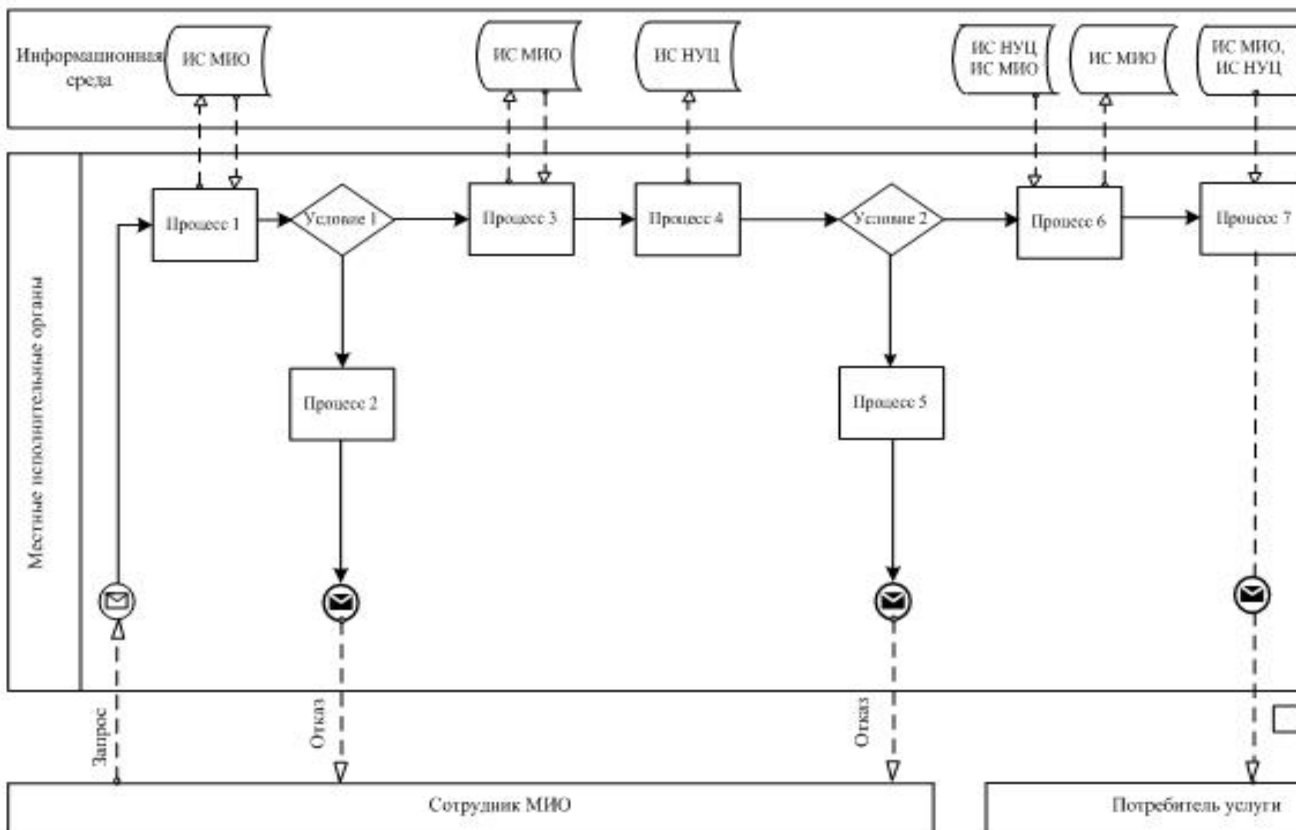 Информационная
среда
ИС МИО
ИС МИО
ИС НУЦ
ИС НУЦ
ИС МИО
ИС МИО
ИС МИО,
ИС НУЦ
Местные исполнительные органы
Процесс 1
Условие 1
Процесс 3
Процесс 4
Условие 2
Процесс 6
Процесс 7
Процесс 2
Процесс 5
Запрос
Отказ
Отказ
Сотрудник МИО
Потребитель услуги